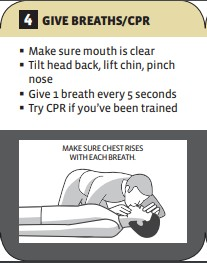 4 GIVE BREATHS/CPR
▪ Make sure mouth is clear
▪ Tilt head back, lift chin, pinch
nose
▪ Give 1 breath every 5 seconds
▪ Try CPR if you've been trained
MAKE SURE CHEST RISES
WITH EACH BREATH.